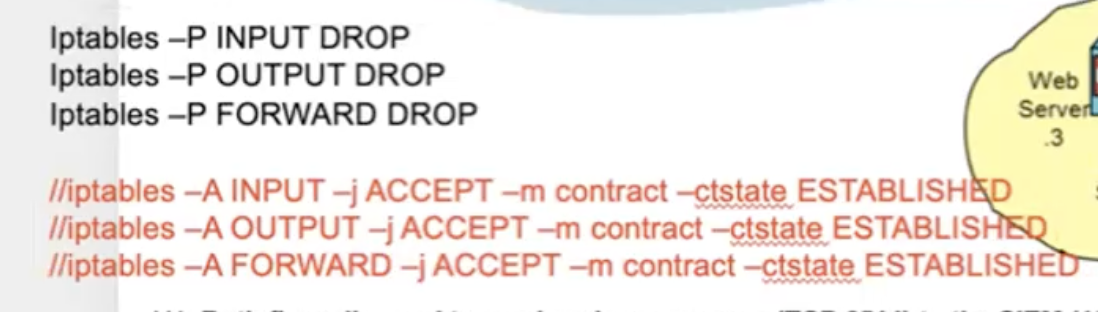 Iptables –P INPUT DROP
Iptables –P OUTPUT DROP
Iptables –P FORWARD DROP
Web
Server
.3
//iptables –A INPUT –j ACCEPT –m contract –ctstate ESTABLISHED
//iptables –A OUTPUT –j ACCEPT –m contract –ctstate ESTABLISHED
//iptables –A FORWARD –j ACCEPT –m contract –ctstate ESTABLISHED